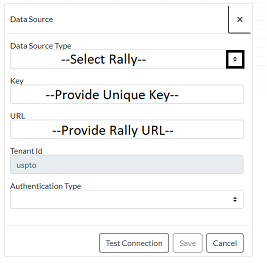 Data Source
×
Data Source Type
--Select Rally--
Key
--Provide Unique Key--
URL
--Provide Rally URL--
Tenant Id
uspto
Authentication Type
Test Connection Save Cancel